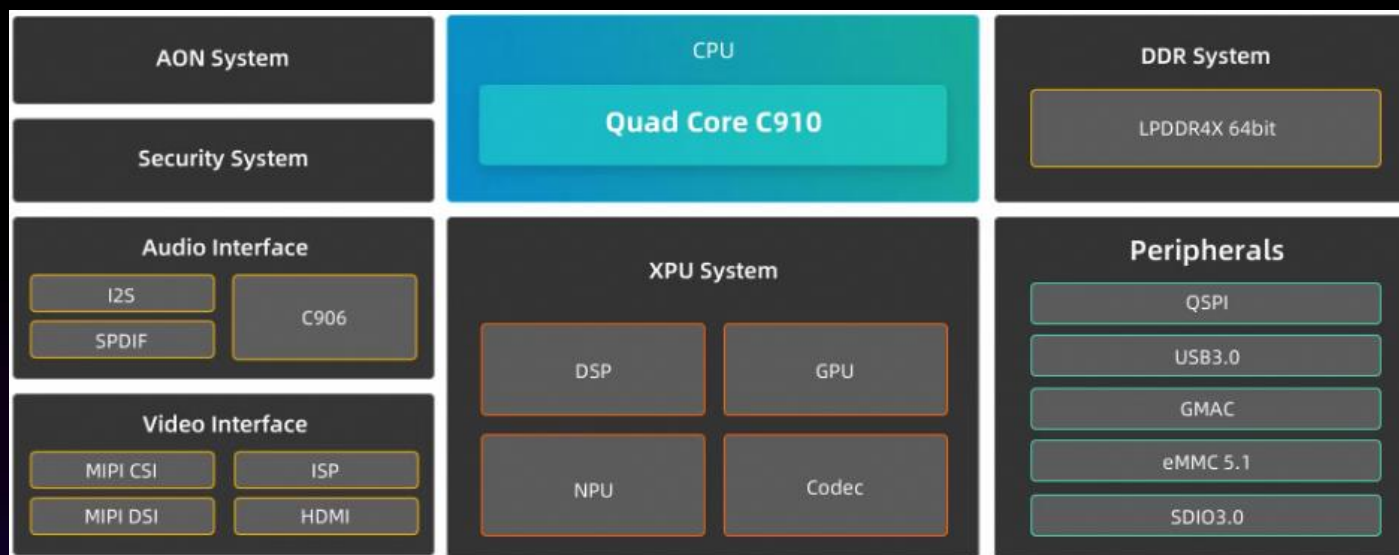 AON System
Security System
CPU
Quad Core C910
DDR System
LPDDR4X 64bit
Audio Interface
I2S
SPDIF
C906
Video Interface
MIPI CSI
ISP
MIPI DSI
HDMI
XPU System
DSP
GPU
NPU
Codec
Peripherals
QSPI
USB3.0
GMAC
eMMC 5.1
SDIO3.0